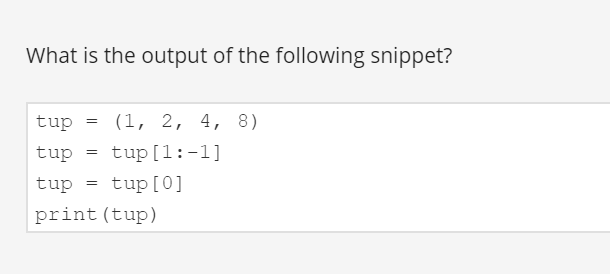 What is the output of the following snippet?
tup = (1, 2, 4, 8)
tup = tup[1:-1]
tup = tup[0]
print(tup)